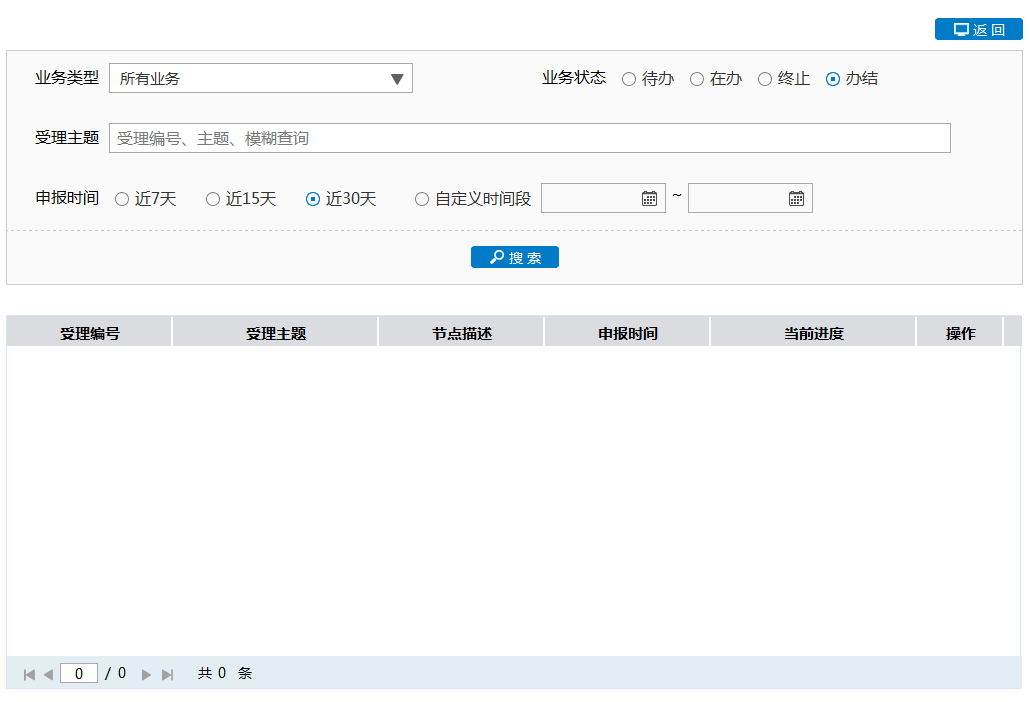 返 回
业务类型 所有业务 业务状态 待办 在办 终止 办结
受理主题 受理编号、主题、模糊查询
申报时间 近7天 近15天 近30天 自定义时间段 ~
搜 索
受理编号 受理主题 节点描述 申报时间 当前进度 操作
0 / 0 共 0 条